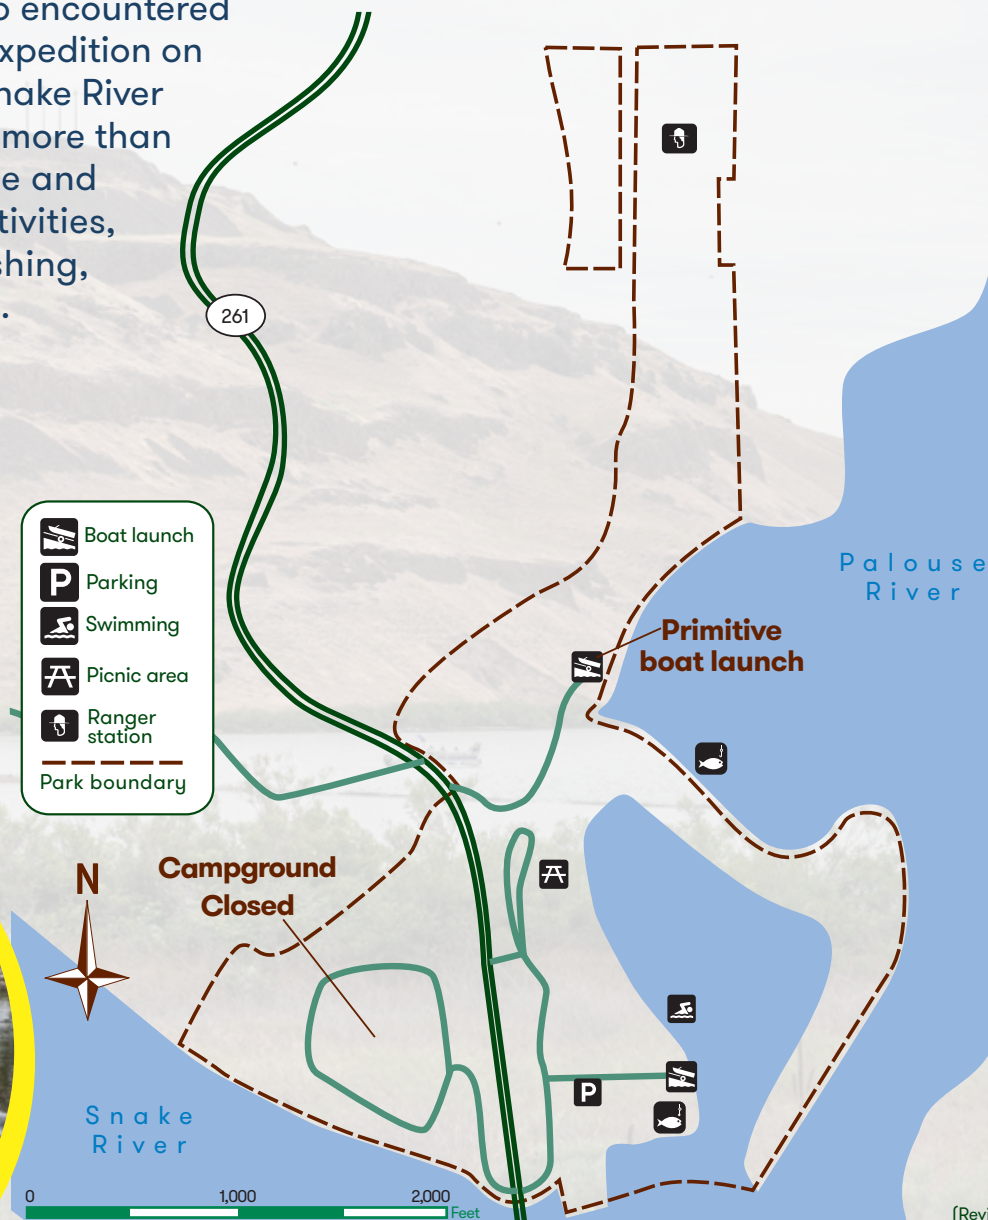 encountered
xpedition on
nake River
more than
e and
tivities,
shing,
.
261
Boat launch
P
Parking
Swimming
Picnic area
Ranger
station
Park boundary
Palouse
River
Primitive
boat launch
Campground
Closed
N
P
Snake
River
0 1,000 2,000
Feet
(Revi